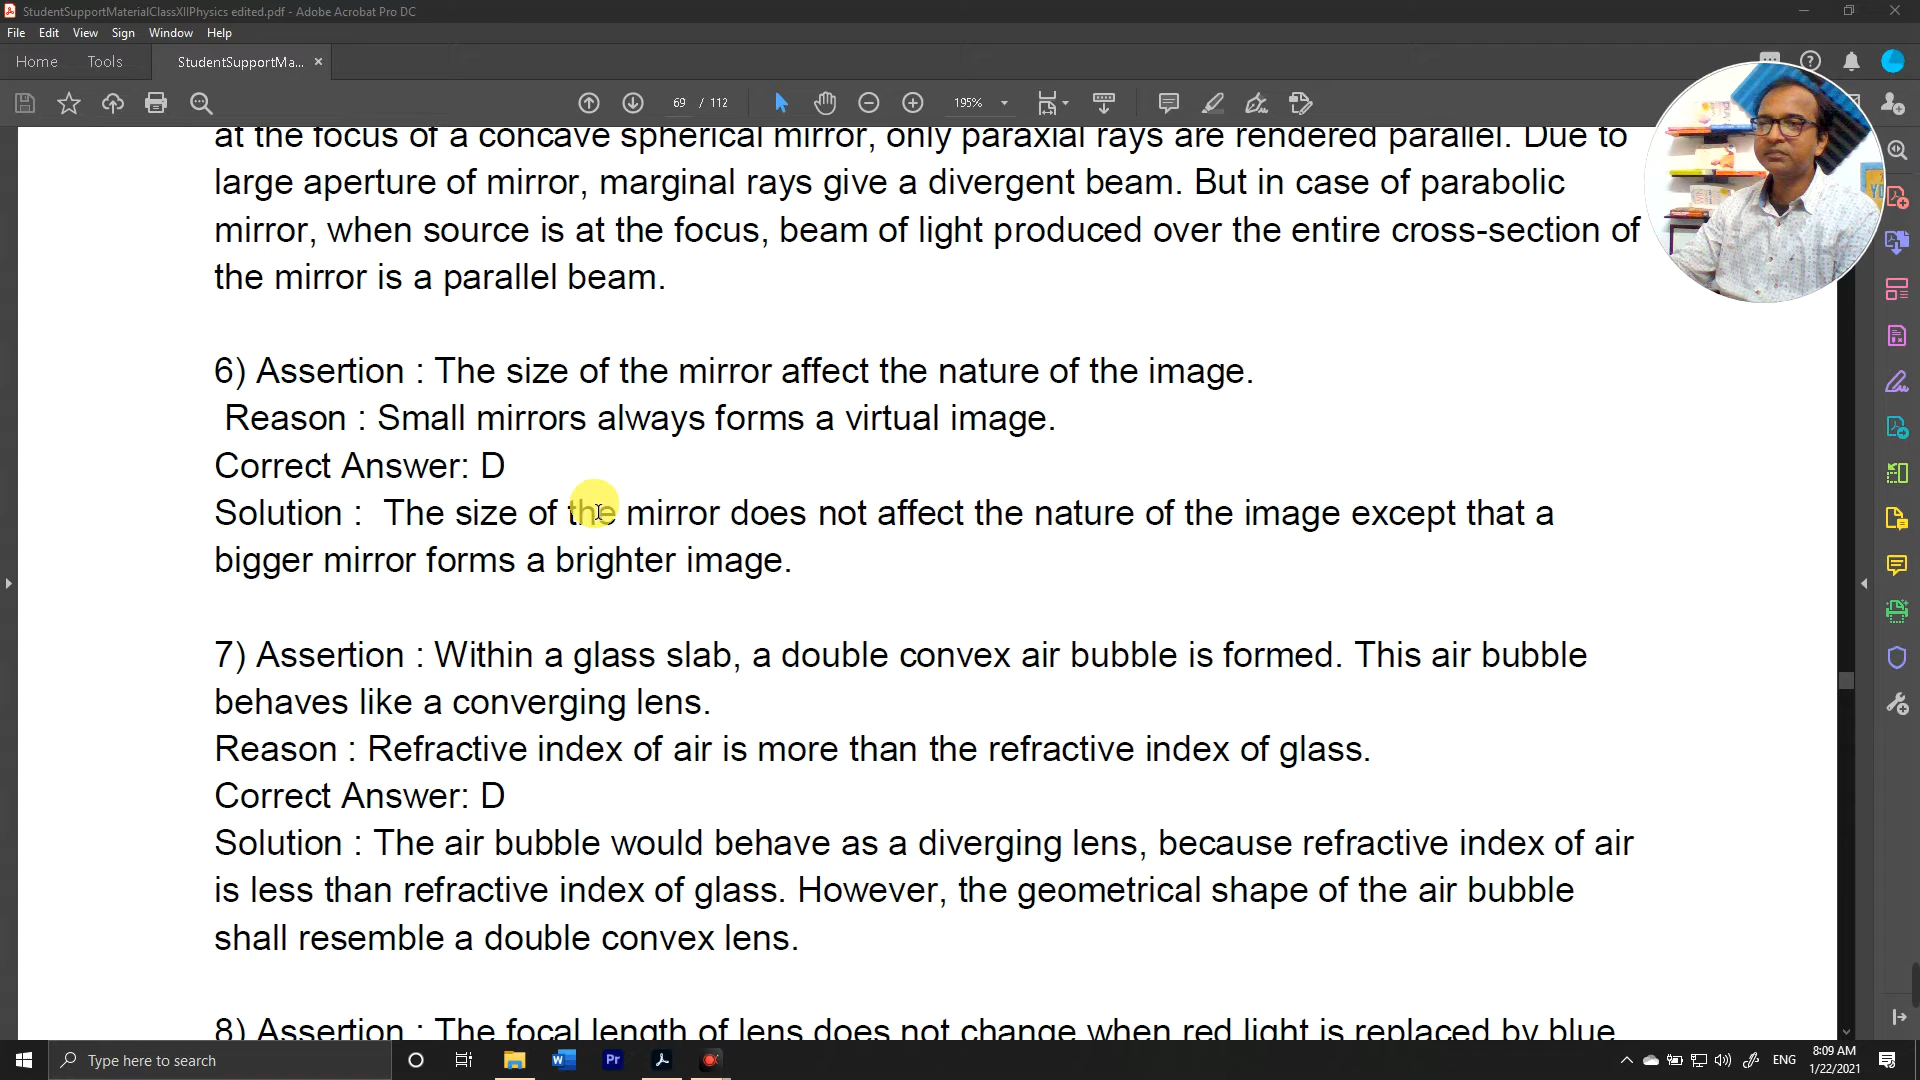 StudentSupportMaterialClassXIIPhysics edited.pdf - Adobe Acrobat Pro DC
File Edit View Sign Window Help
Home Tools StudentSupportMa... ×
69 / 112 195%
at the focus of a concave spherical mirror, only paraxial rays are rendered parallel. Due to
large aperture of mirror, marginal rays give a divergent beam. But in case of parabolic
mirror, when source is at the focus, beam of light produced over the entire cross-section of
the mirror is a parallel beam.
6) Assertion : The size of the mirror affect the nature of the image.
Reason : Small mirrors always forms a virtual image.
Correct Answer: D
Solution : The size of the mirror does not affect the nature of the image except that a
bigger mirror forms a brighter image.
7) Assertion : Within a glass slab, a double convex air bubble is formed. This air bubble
behaves like a converging lens.
Reason : Refractive index of air is more than the refractive index of glass.
Correct Answer: D
Solution : The air bubble would behave as a diverging lens, because refractive index of air
is less than refractive index of glass. However, the geometrical shape of the air bubble
shall resemble a double convex lens.
8) Assertion : The focal length of lens does not change when red light is replaced by blue
Type here to search
Pr
ENG
8:09 AM
1/22/2021